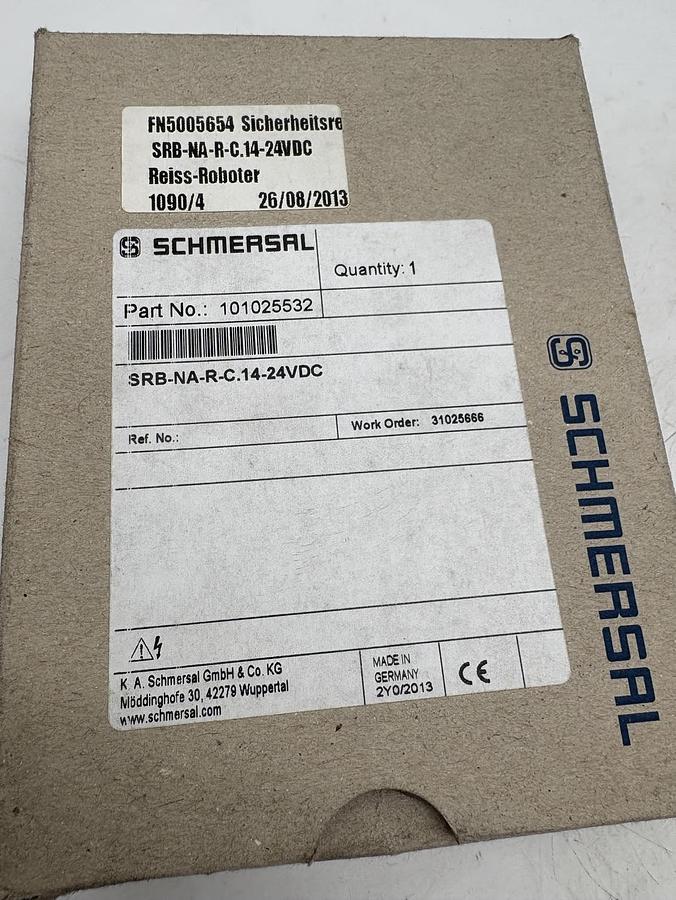 FN5005654 Sicherheitsre
SRB-NA-R-C.14-24VDC
Reiss-Roboter
1090/4 26/08/2013
SCHMERSAL
Quantity: 1
Part No.: 101025532
SRB-NA-R-C.14-24VDC
Ref. No.:
Work Order: 31025666
K. A. Schmersal GmbH & Co. KG
Möddinghofe 30, 42279 Wuppertal
www.schmersal.com
MADE IN
GERMANY
2Y0/2013
CE
SCHMERSAL